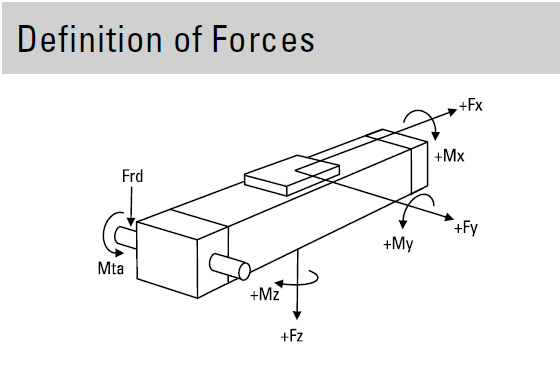 Definition of Forces
+Fx
+Mx
Frd
+Fy
+My
Mta
+Mz
+Fz